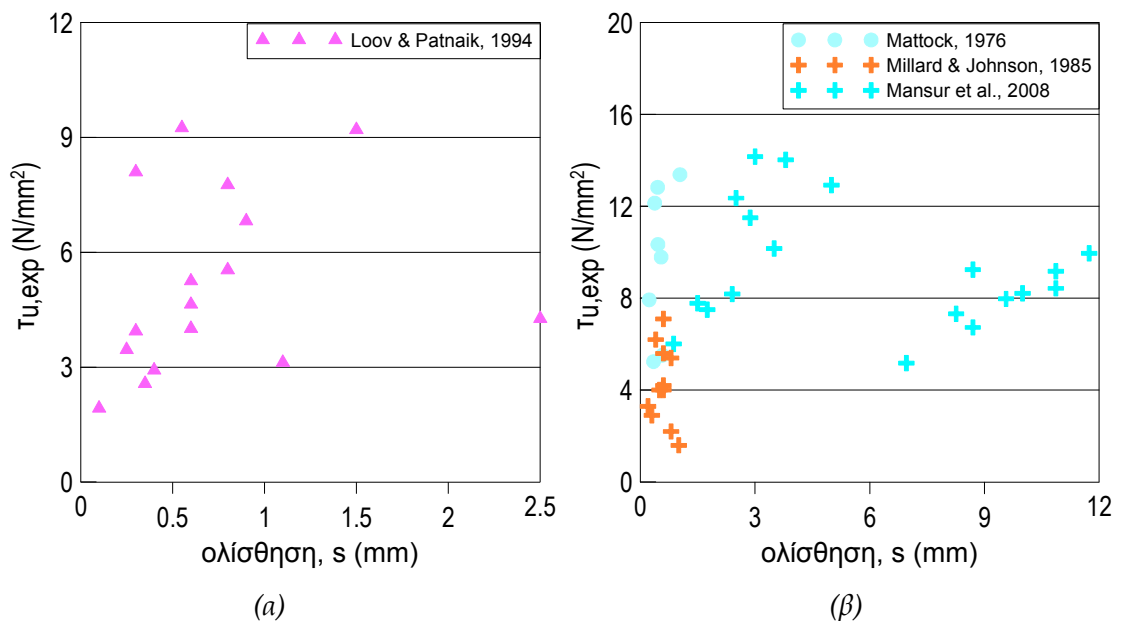 12
9
6
3
0
τu,exp (N/mm²)
Loov & Patnaik, 1994
0 0.5 1 1.5 2 2.5
ολίσθηση, s (mm)
(α)
20
16
12
8
4
0
τu,exp (N/mm²)
Mattock, 1976
Millard & Johnson, 1985
Mansur et al., 2008
0 3 6 9 12
ολίσθηση, s (mm)
(β)